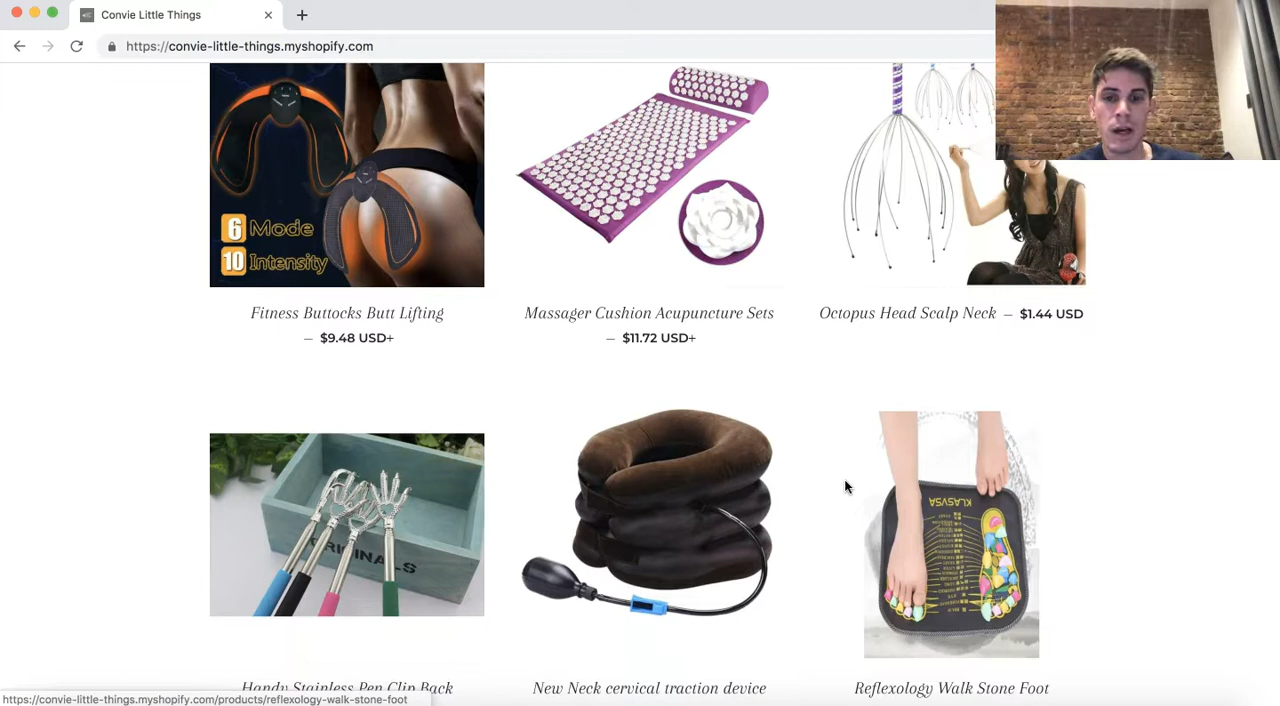 Convie Little Things
https://convie-little-things.myshopify.com
6 Mode
10 Intensity
Fitness Buttocks Butt Lifting
— $9.48 USD+
Massager Cushion Acupuncture Sets
— $11.72 USD+
Octopus Head Scalp Neck — $1.44 USD
ORIGINALS
KLASVSA
Handy Stainless Pen Clip Back
New Neck cervical traction device
Reflexology Walk Stone Foot
https://convie-little-things.myshopify.com/products/reflexology-walk-stone-foot